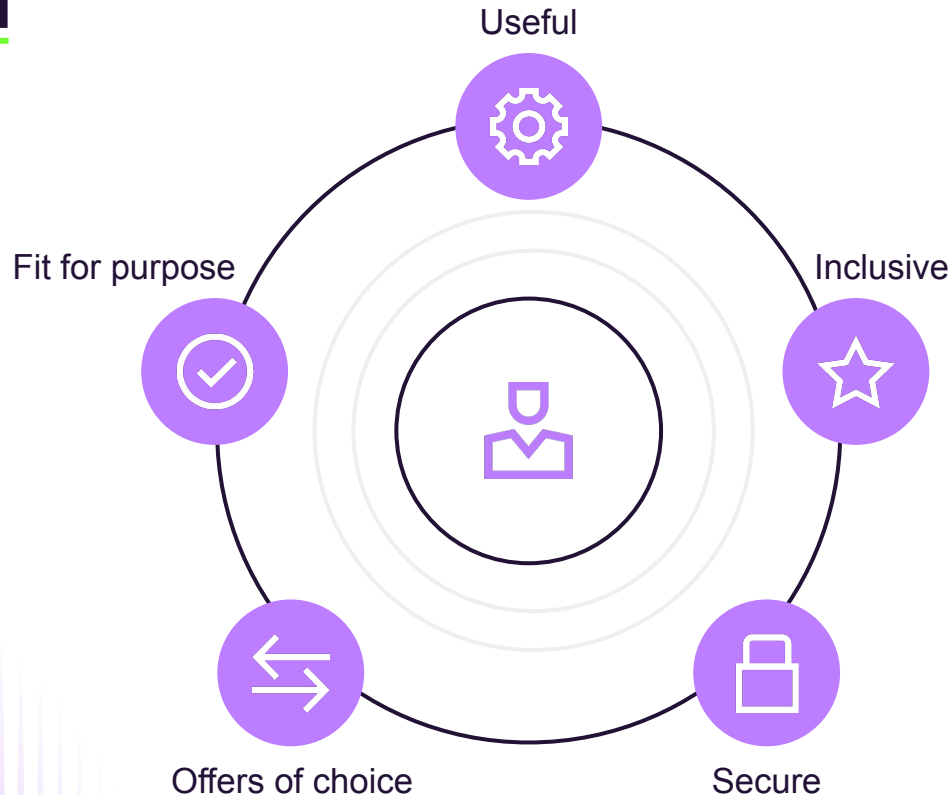 Useful
Fit for purpose
Inclusive
Offers of choice
Secure